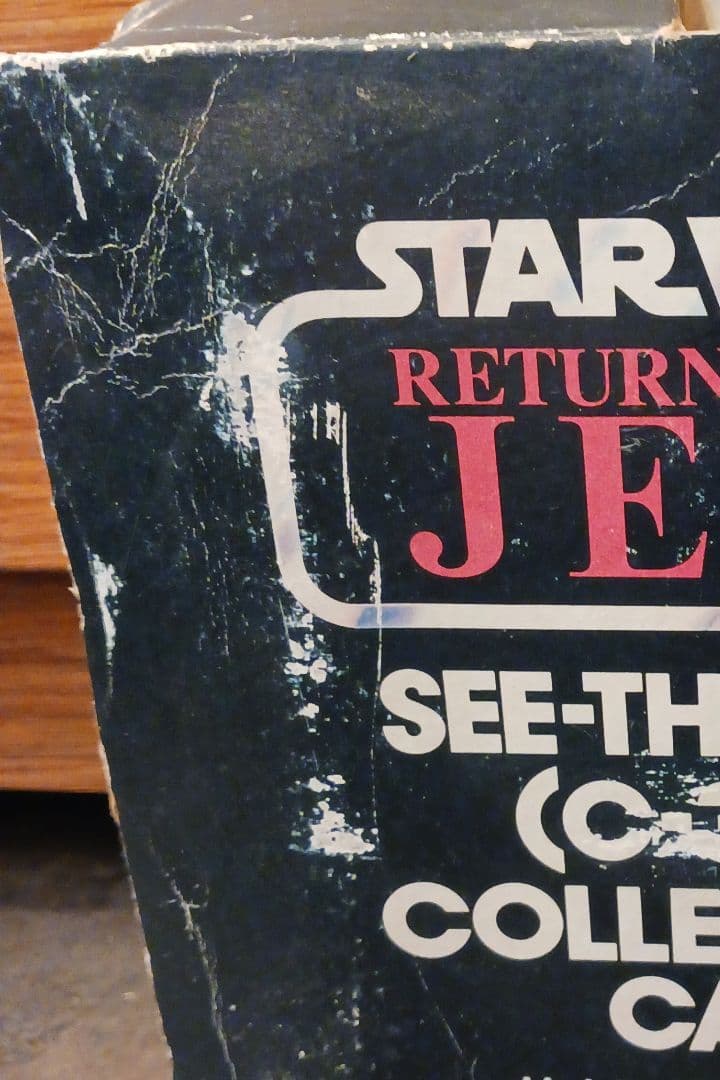 STAR
RETURN
JE
SEE-TH
(C-
COLLE
CA